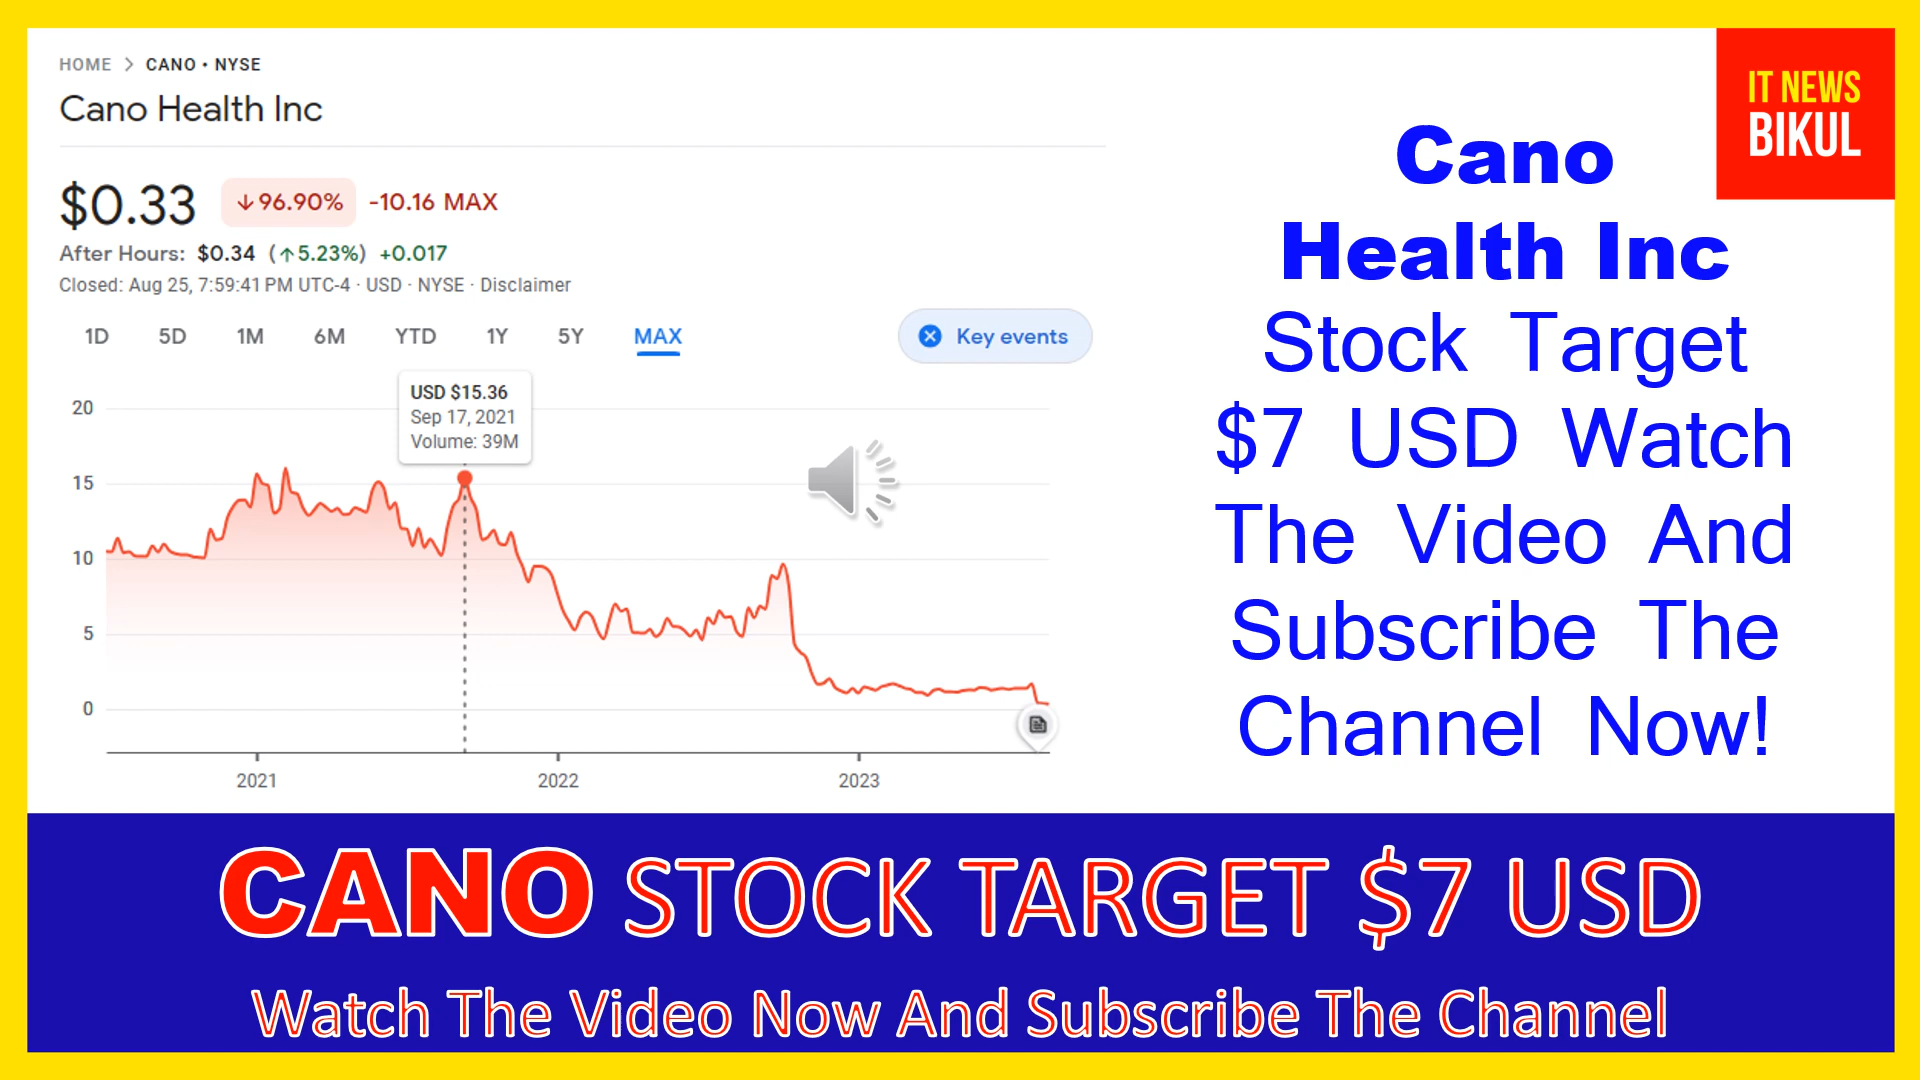 HOME > CANO • NYSE
Cano Health Inc
$0.33 ↓96.90% -10.16 MAX
After Hours: $0.34 (↑5.23%) +0.017
Closed: Aug 25, 7:59:41 PM UTC-4 · USD · NYSE · Disclaimer
1D 5D 1M 6M YTD 1Y 5Y MAX
Key events
USD $15.36
Sep 17, 2021
Volume: 39M
20
15
10
5
0
2021 2022 2023
IT NEWS
BIKUL
Cano
Health Inc
Stock Target
$7 USD Watch
The Video And
Subscribe The
Channel Now!
CANO STOCK TARGET $7 USD
Watch The Video Now And Subscribe The Channel